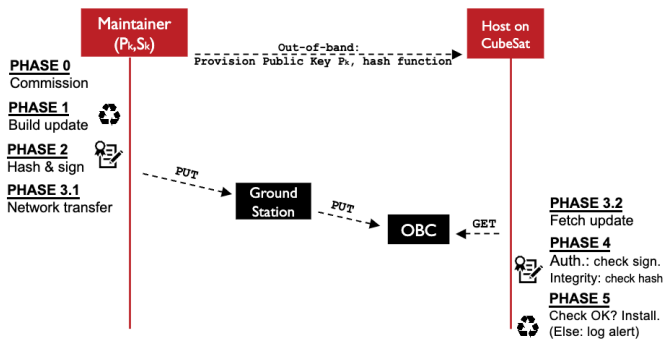 Maintainer
(Pk,Sk)
Host on
CubeSat
Out-of-band:
Provision Public Key Pk, hash function
PHASE 0
Commission
PHASE 1
Build update
PHASE 2
Hash & sign
PHASE 3.1
Network transfer
PUT
Ground
Station
PUT
OBC
GET
PHASE 3.2
Fetch update
PHASE 4
Auth.: check sign.
Integrity: check hash
PHASE 5
Check OK? Install.
(Else: log alert)